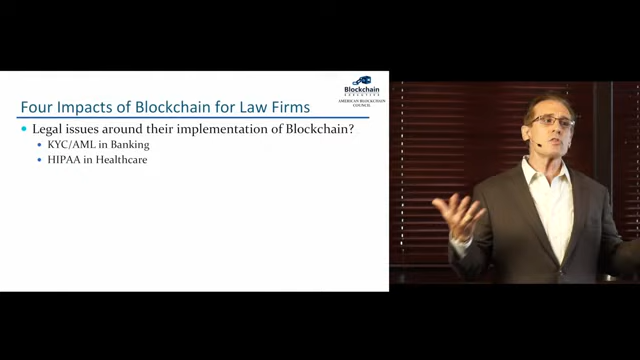 Blockchain
EXECUTIVE
AMERICAN BLOCKCHAIN
COUNCIL
Four Impacts of Blockchain for Law Firms
Legal issues around their implementation of Blockchain?
KYC/AML in Banking
HIPAA in Healthcare